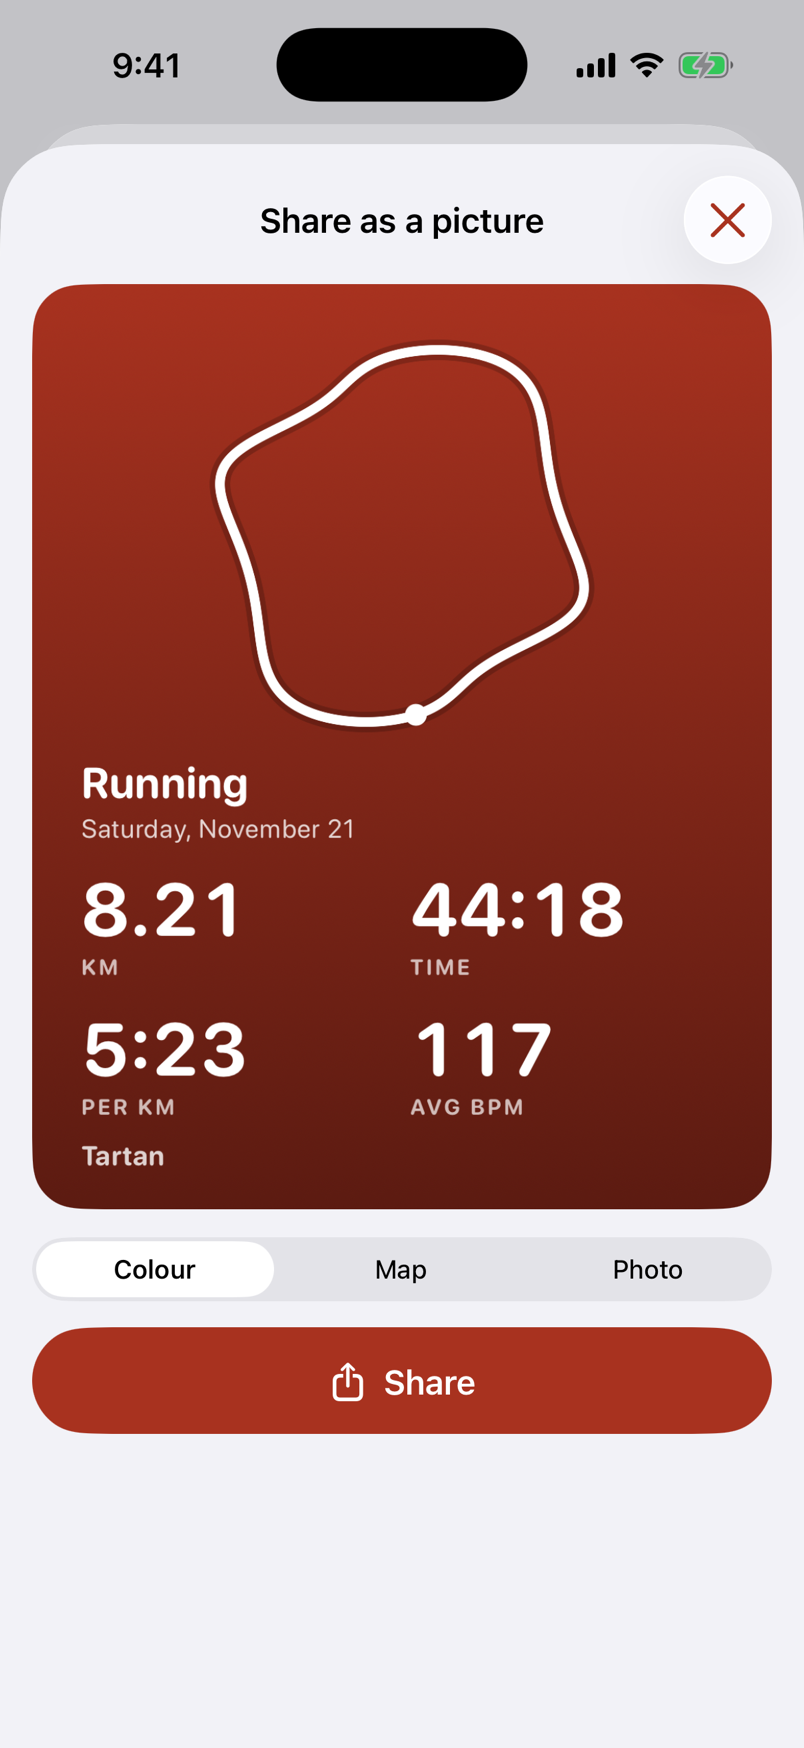 9:41
Share as a picture
Running
Saturday, November 21
8.21
44:18
KM
TIME
5:23
117
PER KM
AVG BPM
Tartan
Colour
Map
Photo
Share